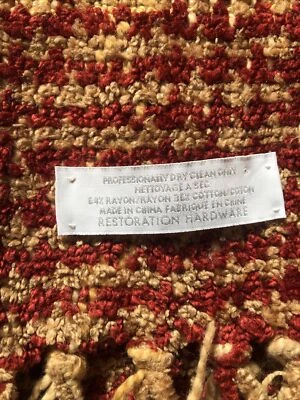 PROFESSIONALLY DRY CLEAN ONLY
NETTOYAGE A SEC
64% RAYON/RAYON 36% COTTON/COTON
MADE IN CHINA FABRIQUE EN CHINE
RESTORATION HARDWARE